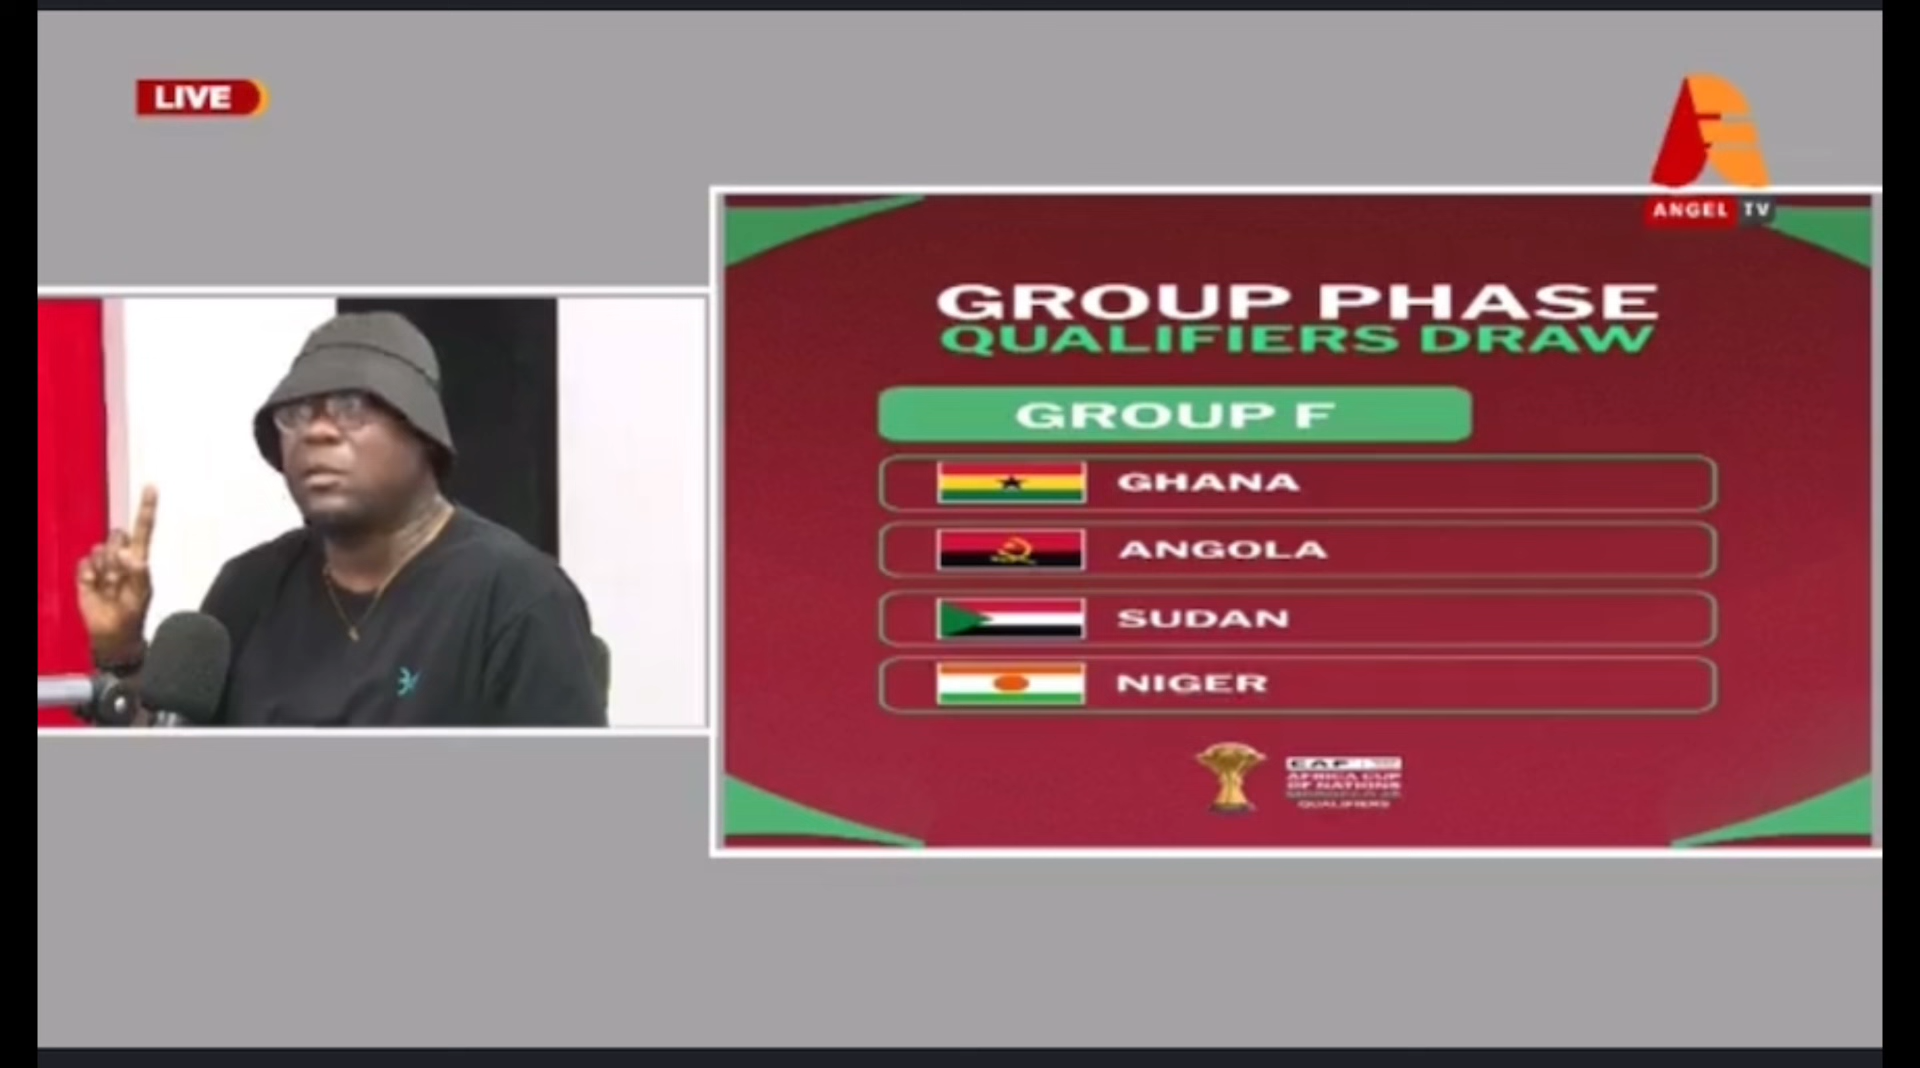 LIVE
ANGEL TV
GROUP PHASE
QUALIFIERS DRAW
GROUP F
GHANA
ANGOLA
SUDAN
NIGER
CAF
AFRICA CUP
OF NATIONS
QUALIFIERS